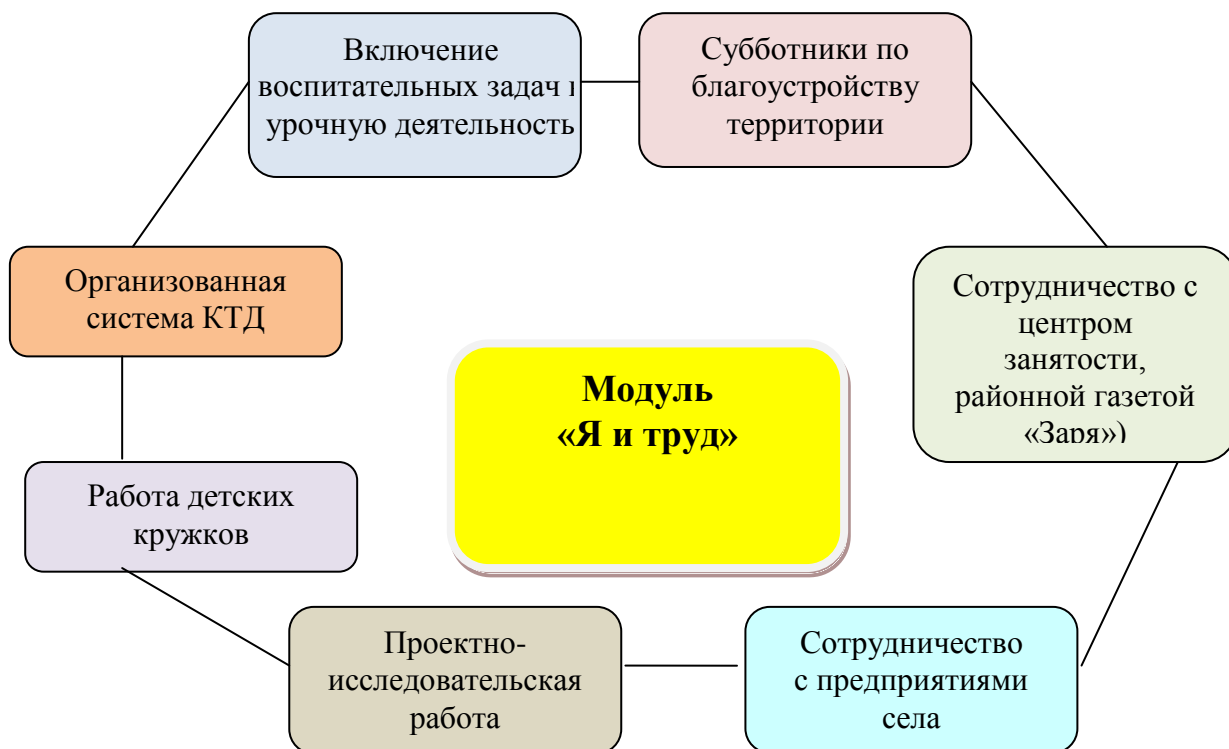 Включение
воспитательных задач
урочную деятельность
Субботники по
благоустройству
территории
Организованная
система КТД
Сотрудничество с
центром
занятости,
районной газетой
«Заря»)
Модуль
«Я и труд»
Работа детских
кружков
Проектно-
исследовательская
работа
Сотрудничество
с предприятиями
села